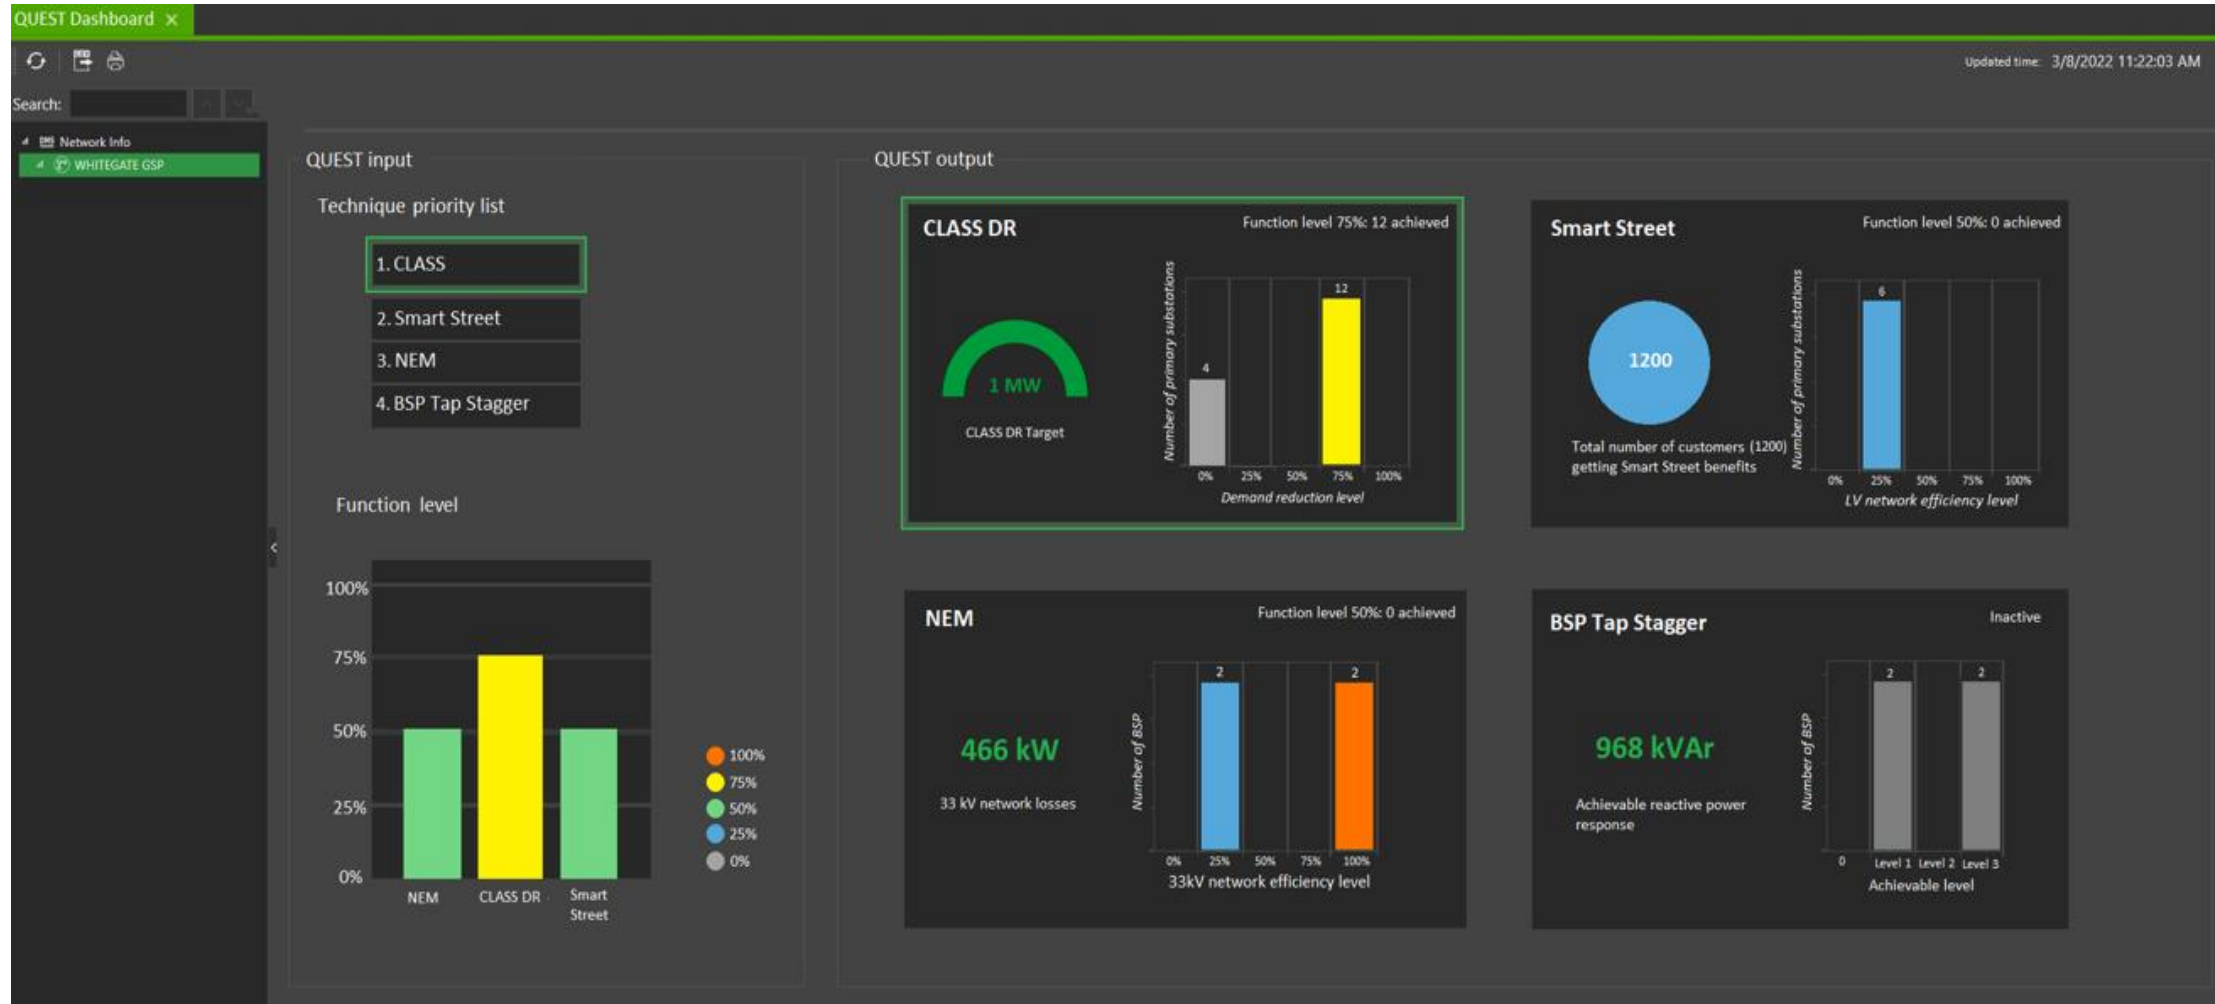 QUEST Dashboard ×
Updated time: 3/8/2022 11:22:03 AM
Search:
Network Info
WHITEGATE GSP
QUEST input
Technique priority list
1. CLASS
2. Smart Street
3. NEM
4. BSP Tap Stagger
Function level
100%
75%
50%
25%
0%
NEM
CLASS DR
Smart
Street
100%
75%
50%
25%
0%
QUEST output
CLASS DR
Function level 75%: 12 achieved
1 MW
CLASS DR Target
Number of primary substations
4
12
0% 25% 50% 75% 100%
Demand reduction level
Smart Street
Function level 50%: 0 achieved
1200
Total number of customers (1200)
getting Smart Street benefits
Number of primary substations
6
0% 25% 50% 75% 100%
LV network efficiency level
NEM
Function level 50%: 0 achieved
466 kW
33 kV network losses
Number of BSP
2
2
0% 25% 50% 75% 100%
33kV network efficiency level
BSP Tap Stagger
Inactive
968 kVAr
Achievable reactive power
response
Number of BSP
2
2
0 Level 1 Level 2 Level 3
Achievable level